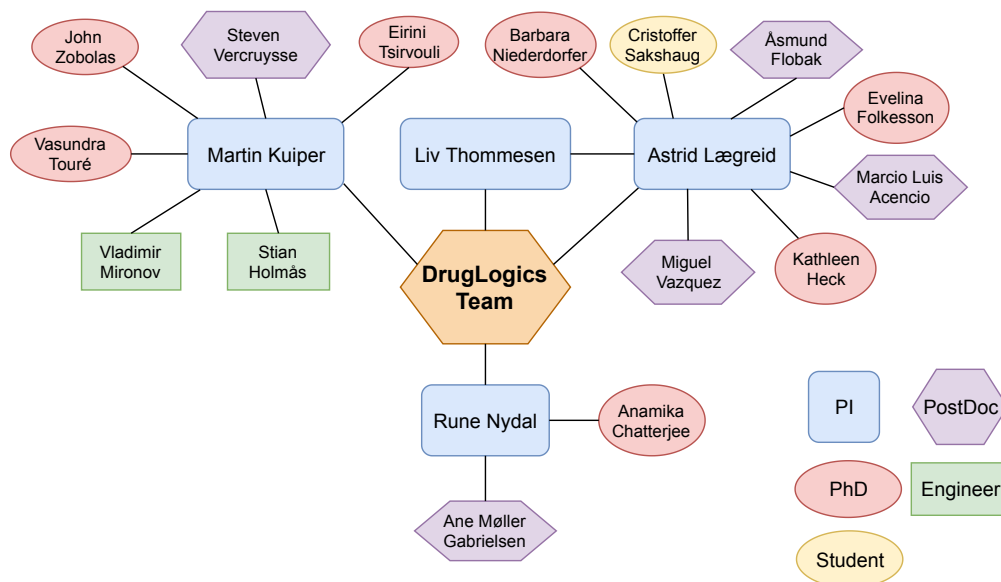 John
Zobolas
Steven
Vercruysse
Eirini
Tsirvouli
Barbara
Niederdorfer
Cristoffer
Sakshaug
Åsmund
Flobak
Evelina
Folkesson
Vasundra
Touré
Martin Kuiper
Liv Thommesen
Astrid Lægreid
Marcio Luis
Acencio
Vladimir
Mironov
Stian
Holmås
DrugLogics
Team
Miguel
Vazquez
Kathleen
Heck
Rune Nydal
Anamika
Chatterjee
Ane Møller
Gabrielsen
PI
PostDoc
PhD
Engineer
Student